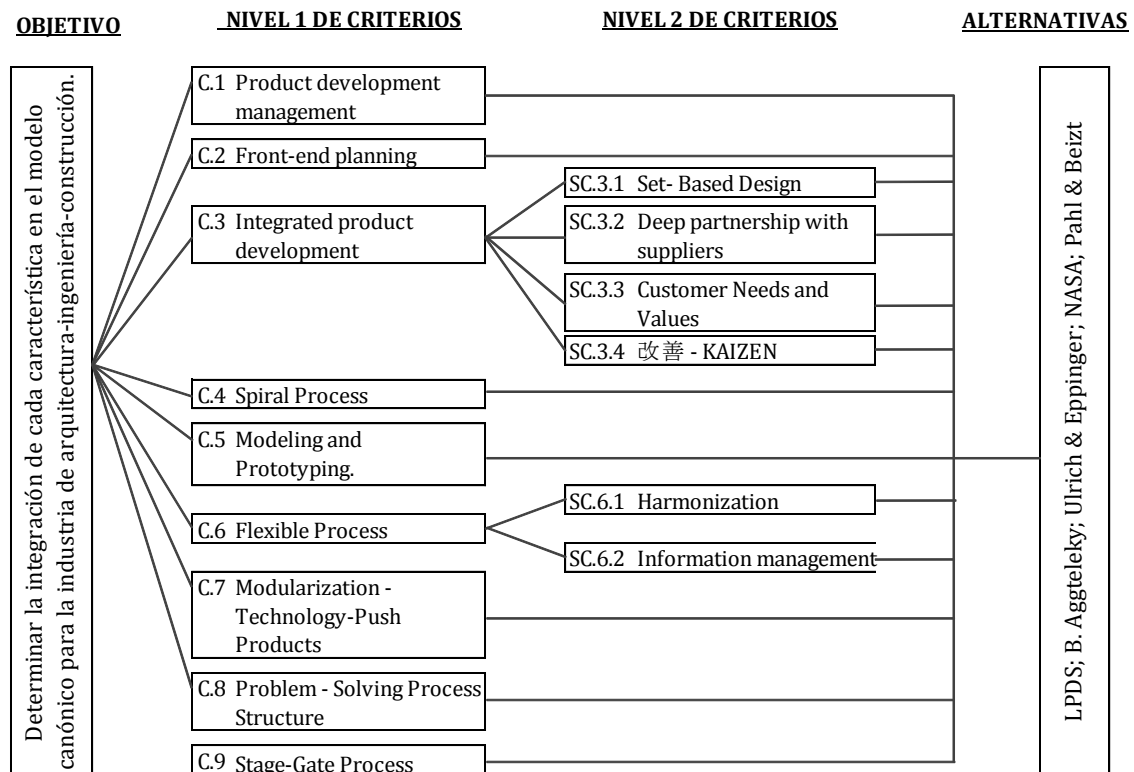 OBJETIVO
NIVEL 1 DE CRITERIOS
NIVEL 2 DE CRITERIOS
ALTERNATIVAS
Determinar la integración de cada característica en el modelo
canónico para la industria de arquitectura-ingeniería-construcción.
C.1 Product development
management
C.2 Front-end planning
C.3 Integrated product
development
SC.3.1 Set- Based Design
SC.3.2 Deep partnership with
suppliers
SC.3.3 Customer Needs and
Values
SC.3.4 改善 - KAIZEN
C.4 Spiral Process
C.5 Modeling and
Prototyping.
C.6 Flexible Process
SC.6.1 Harmonization
SC.6.2 Information management
C.7 Modularization -
Technology-Push
Products
C.8 Problem - Solving Process
Structure
C.9 Stage-Gate Process
LPDS; B. Aggteleky; Ulrich & Eppinger; NASA; Pahl & Beizt